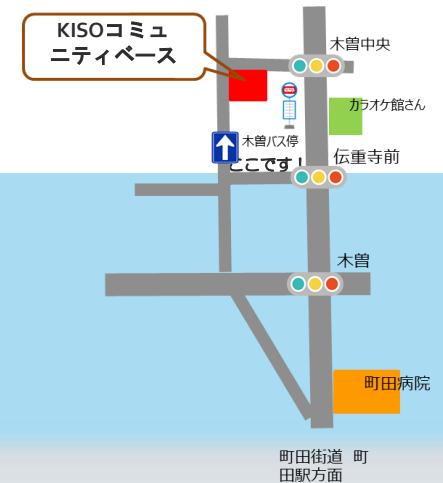 KISOコミュ
ニティベース
木曽中央
カラオケ館さん
木曽バス停
ここです！
伝重寺前
木曽
町田病院
町田街道 町
田駅方面